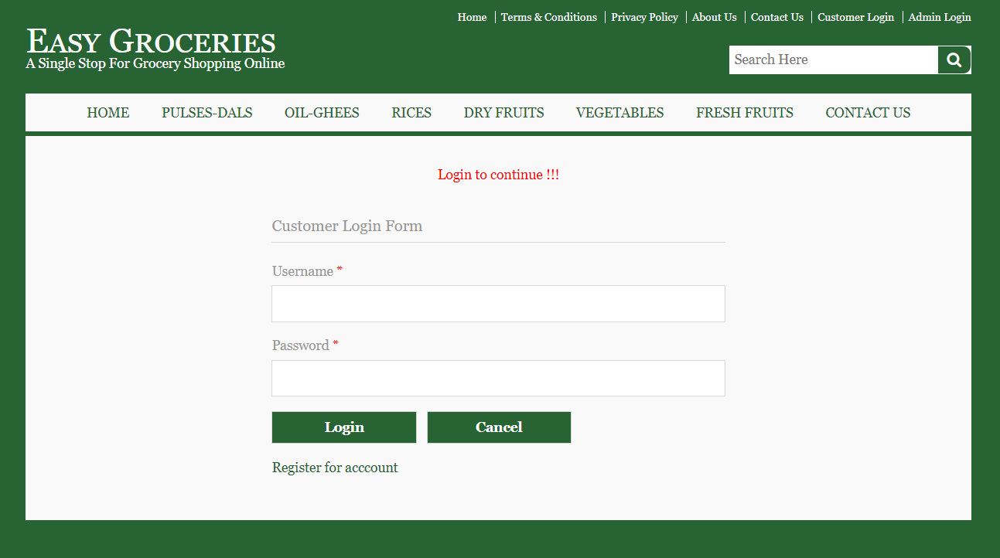 Home Terms & Conditions Privacy Policy About Us Contact Us Customer Login Admin Login
EASY GROCERIES
A Single Stop For Grocery Shopping Online
Search Here
HOME PULSES-DALS OIL-GHEES RICES DRY FRUITS VEGETABLES FRESH FRUITS CONTACT US
Login to continue !!!
Customer Login Form
Username *
Password *
Login Cancel
Register for acccount